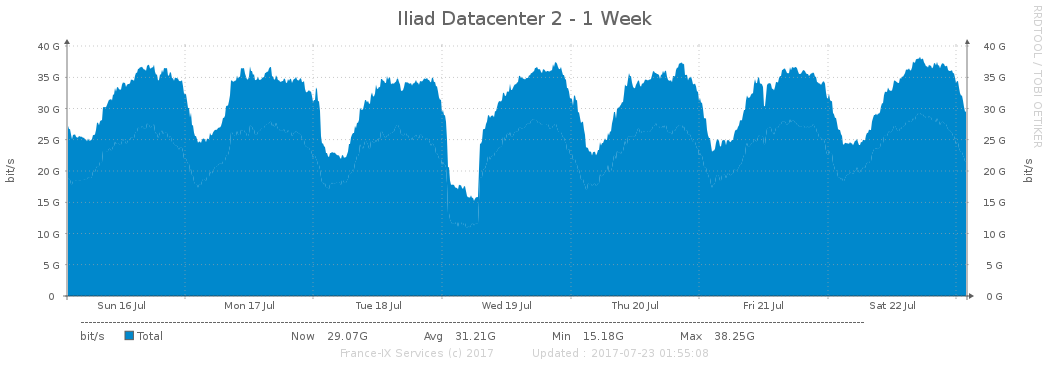 Iliad Datacenter 2 - 1 Week
RRDTOOL / TOBI OETIKER
bit/s
40 G
35 G
30 G
25 G
20 G
15 G
10 G
5 G
0
40 G
35 G
30 G
25 G
20 G
15 G
10 G
5 G
0 G
bit/s
Sun 16 Jul Mon 17 Jul Tue 18 Jul Wed 19 Jul Thu 20 Jul Fri 21 Jul Sat 22 Jul
bit/s Total Now 29.07G Avg 31.21G Min 15.18G Max 38.25G
France-IX Services (c) 2017 Updated : 2017-07-23 01:55:08